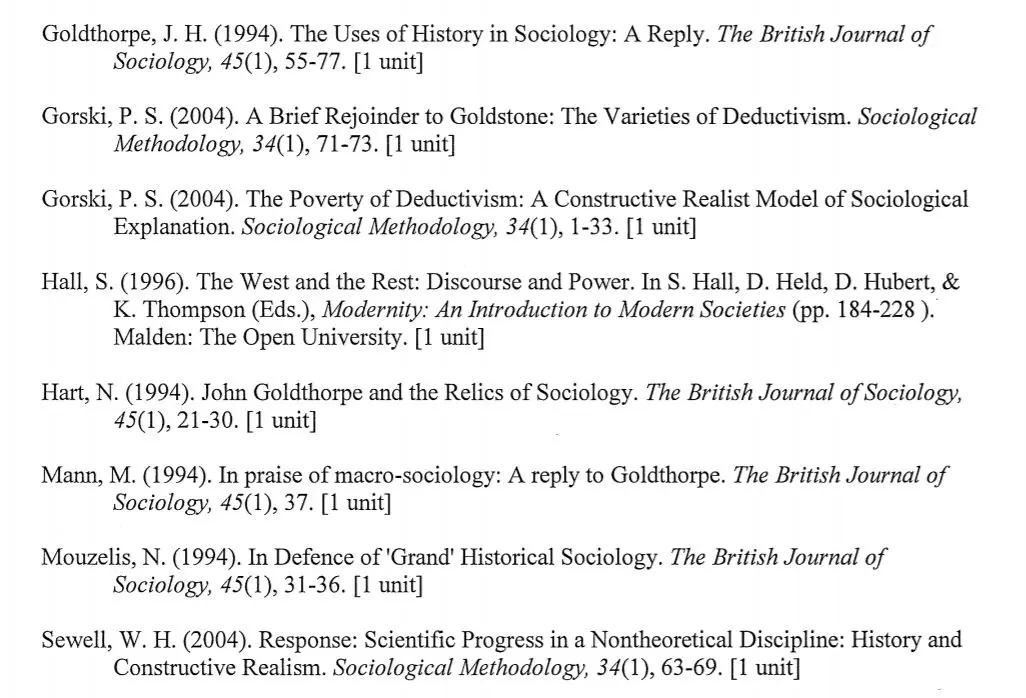 Goldthorpe, J. H. (1994). The Uses of History in Sociology: A Reply. The British Journal of
Sociology, 45(1), 55-77. [1 unit]
Gorski, P. S. (2004). A Brief Rejoinder to Goldstone: The Varieties of Deductivism. Sociological
Methodology, 34(1), 71-73. [1 unit]
Gorski, P. S. (2004). The Poverty of Deductivism: A Constructive Realist Model of Sociological
Explanation. Sociological Methodology, 34(1), 1-33. [1 unit]
Hall, S. (1996). The West and the Rest: Discourse and Power. In S. Hall, D. Held, D. Hubert, &
K. Thompson (Eds.), Modernity: An Introduction to Modern Societies (pp. 184-228 ).
Malden: The Open University. [1 unit]
Hart, N. (1994). John Goldthorpe and the Relics of Sociology. The British Journal of Sociology,
45(1), 21-30. [1 unit]
Mann, M. (1994). In praise of macro-sociology: A reply to Goldthorpe. The British Journal of
Sociology, 45(1), 37. [1 unit]
Mouzelis, N. (1994). In Defence of 'Grand' Historical Sociology. The British Journal of
Sociology, 45(1), 31-36. [1 unit]
Sewell, W. H. (2004). Response: Scientific Progress in a Nontheoretical Discipline: History and
Constructive Realism. Sociological Methodology, 34(1), 63-69. [1 unit]